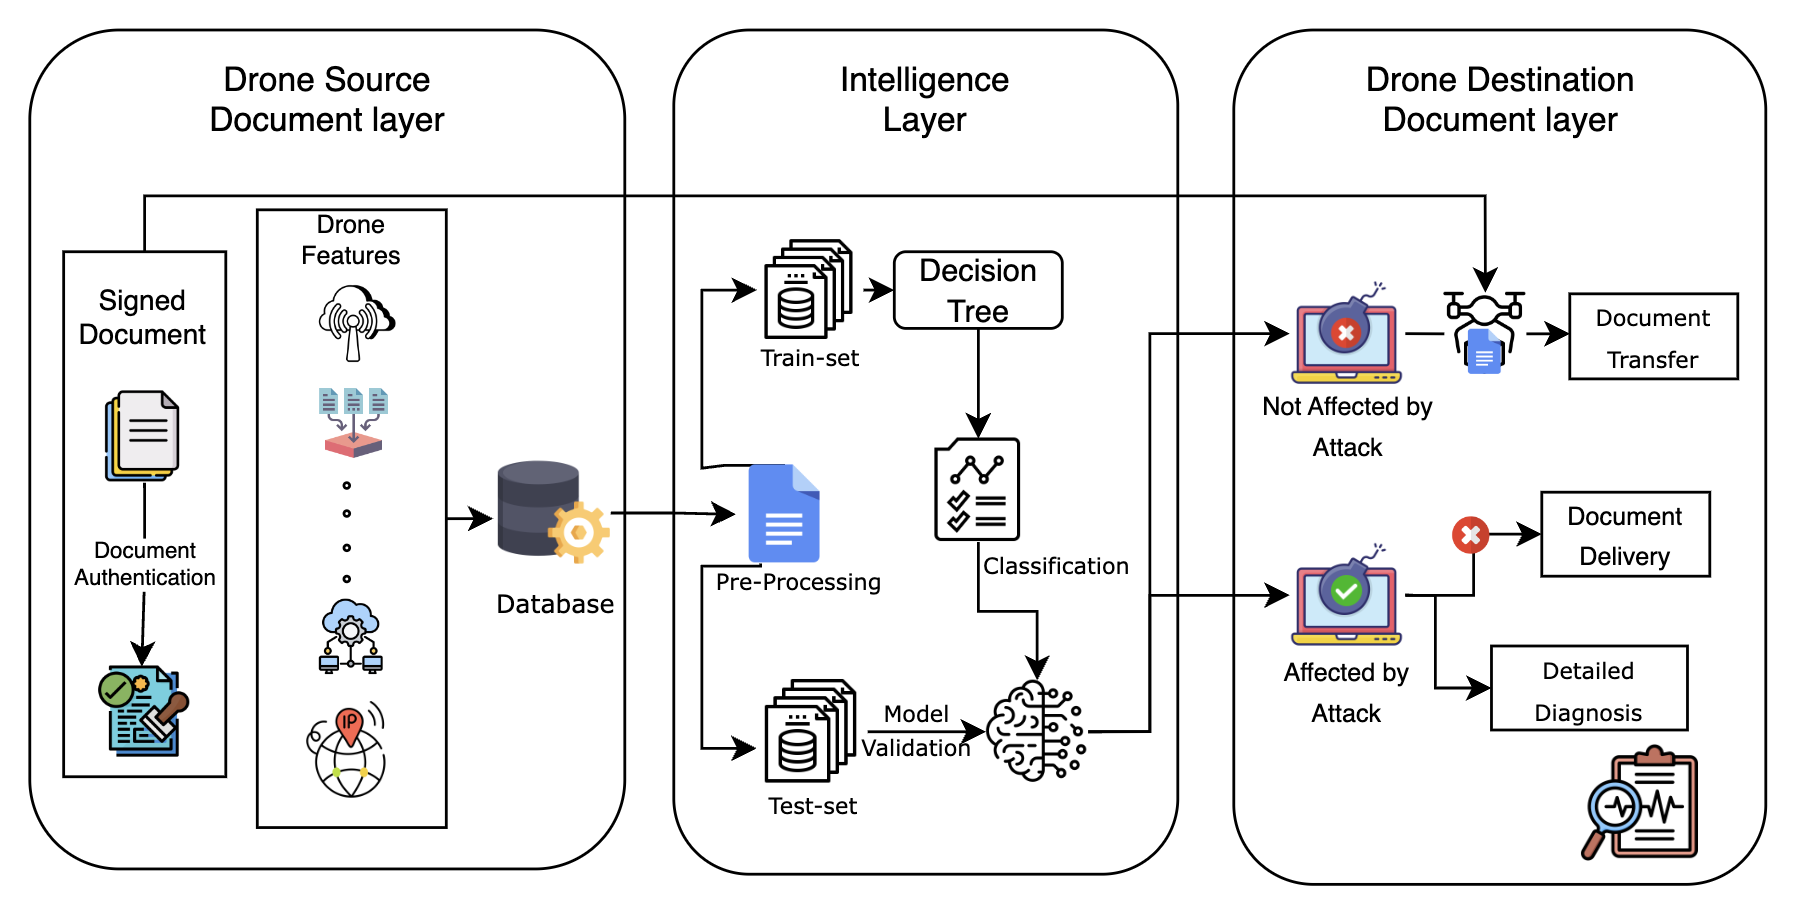 Drone Source
Document layer
Signed
Document
Document
Authentication
Drone
Features
IP
Database
Intelligence
Layer
Train-set
Decision
Tree
Pre-Processing
Classification
Model
Validation
Test-set
Drone Destination
Document layer
Not Affected by
Attack
Document
Transfer
Affected by
Attack
Document
Delivery
Detailed
Diagnosis